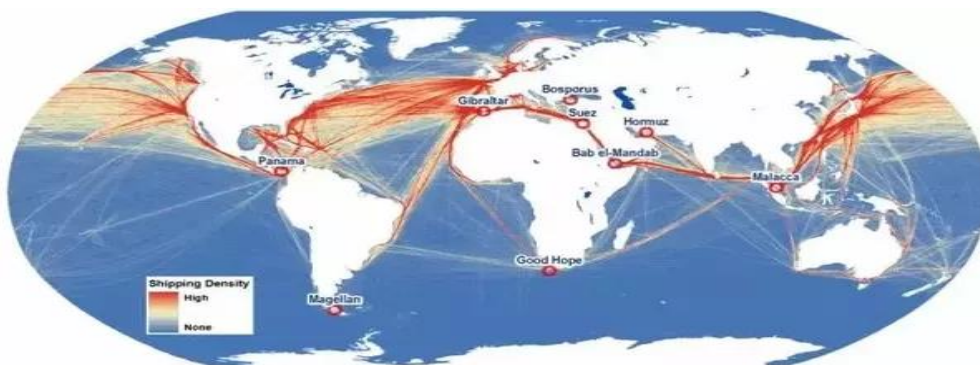 Bosporus
Gibraltar
Suez
Hormuz
Bab el-Mandab
Panama
Malacca
Good Hope
Shipping Density
High
None
Magellan